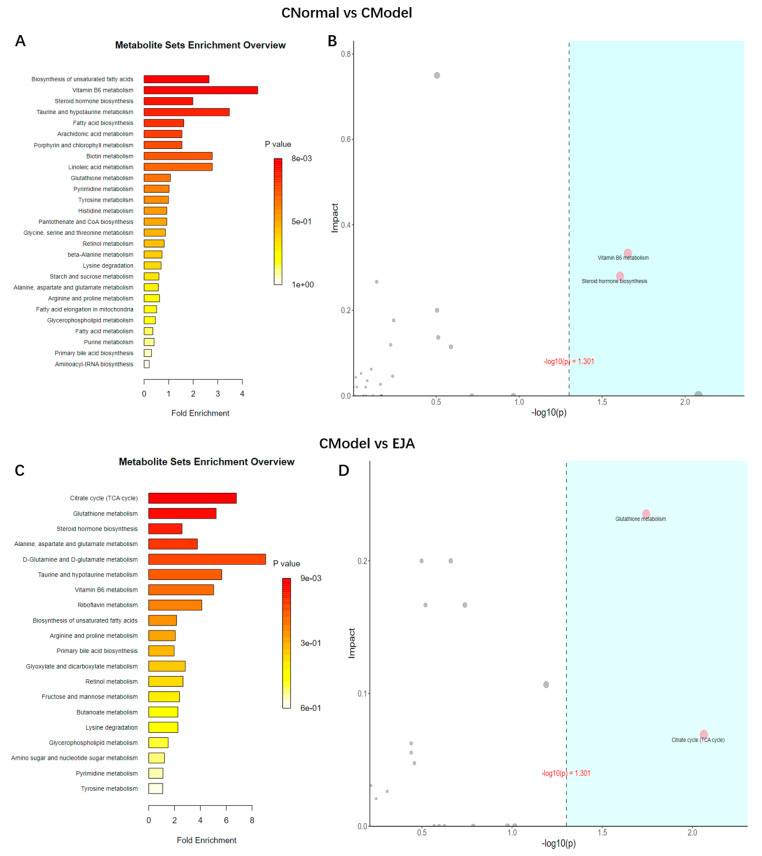 CNormal vs CModel
A
Metabolite Sets Enrichment Overview
Biosynthesis of unsaturated fatty acids
Vitamin B6 metabolism
Steroid hormone biosynthesis
Taurine and hypotaurine metabolism
Fatty acid biosynthesis
Arachidonic acid metabolism
Porphyrin and chlorophyll metabolism
Biotin metabolism
Linoleic acid metabolism
Glutathione metabolism
Pyrimidine metabolism
Tyrosine metabolism
Histidine metabolism
Pantothenate and CoA biosynthesis
Glycine, serine and threonine metabolism
Retinol metabolism
beta-Alanine metabolism
Lysine degradation
Starch and sucrose metabolism
Alanine, aspartate and glutamate metabolism
Arginine and proline metabolism
Fatty acid elongation in mitochondria
Glycerophospholipid metabolism
Fatty acid metabolism
Purine metabolism
Primary bile acid biosynthesis
Aminoacyl-tRNA biosynthesis
0 1 2 3 4
Fold Enrichment
P value
8e-03
5e-01
1e+00
B
0.8
0.6
0.4
0.2
0.0
Impact
Vitamin B6 metabolism
Steroid hormone biosynthesis
-log10(p) = 1.301
0.5 1.0 1.5 2.0
-log10(p)
CModel vs EJA
C
Metabolite Sets Enrichment Overview
Citrate cycle (TCA cycle)
Glutathione metabolism
Steroid hormone biosynthesis
Alanine, aspartate and glutamate metabolism
D-Glutamine and D-glutamate metabolism
Taurine and hypotaurine metabolism
Vitamin B6 metabolism
Riboflavin metabolism
Biosynthesis of unsaturated fatty acids
Arginine and proline metabolism
Primary bile acid biosynthesis
Glyoxylate and dicarboxylate metabolism
Retinol metabolism
Fructose and mannose metabolism
Butanoate metabolism
Lysine degradation
Glycerophospholipid metabolism
Amino sugar and nucleotide sugar metabolism
Pyrimidine metabolism
Tyrosine metabolism
0 2 4 6 8
Fold Enrichment
P value
9e-03
3e-01
6e-01
D
0.2
0.1
0.0
Impact
Glutathione metabolism
Citrate cycle (TCA cycle)
-log10(p) = 1.301
0.5 1.0 1.5 2.0
-log10(p)